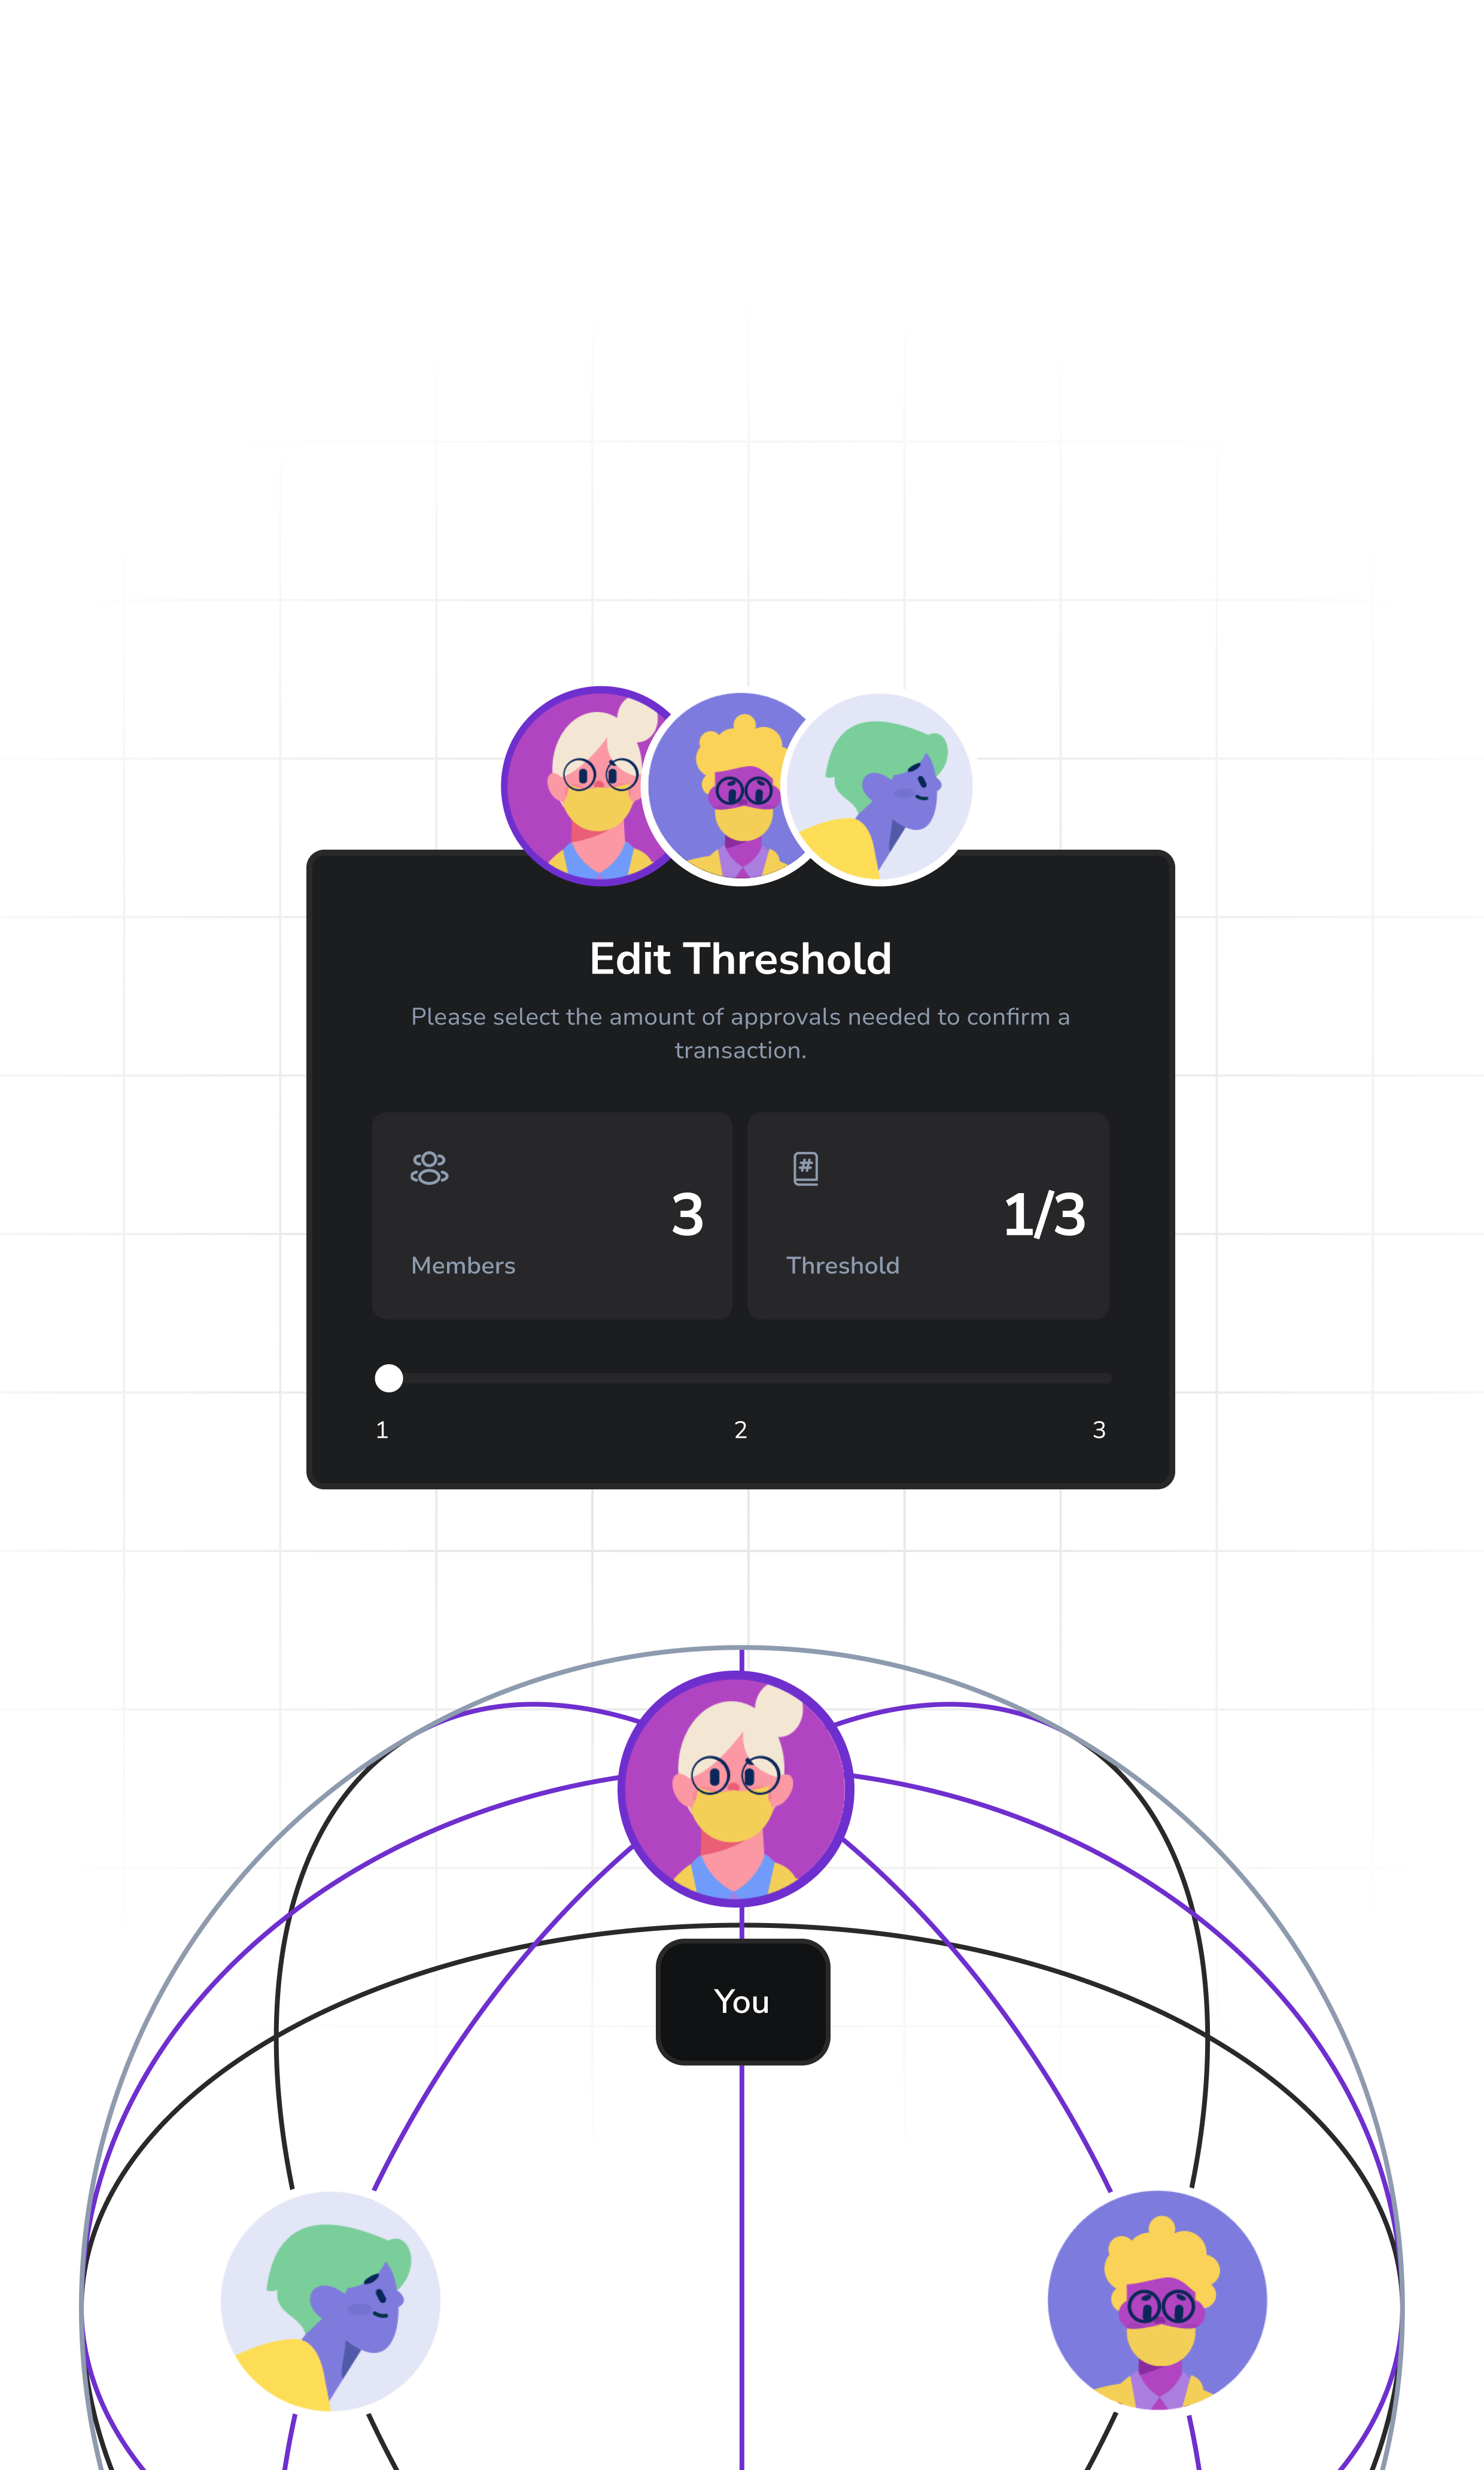 Edit Threshold
Please select the amount of approvals needed to confirm a
transaction.
3
Members
#
1/3
Threshold
1
2
3
You